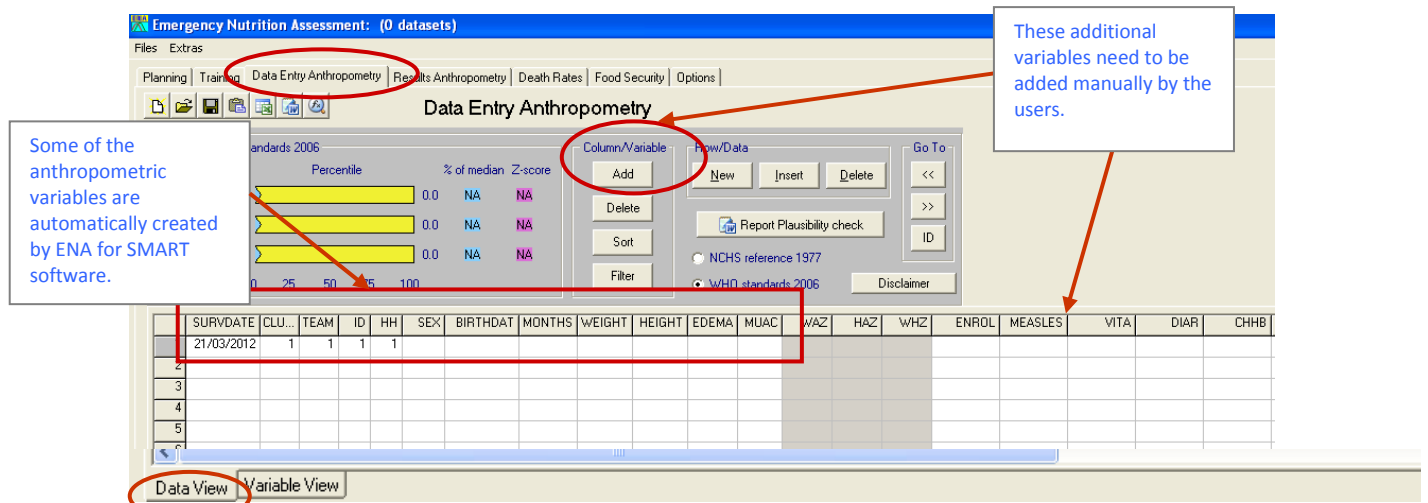 Emergency Nutrition Assessment: (0 datasets)
Files Extras
Planning Training Data Entry Anthropometry Results Anthropometry Death Rates Food Security Options
Data Entry Anthropometry
These additional
variables need to be
added manually by the
users.
Some of the
anthropometric
variables are
automatically created
by ENA for SMART
software.
andards 2006
Percentile % of median Z-score
0.0 NA NA
0.0 NA NA
0.0 NA NA
0 25 50 75 100
Column/Variable
Add
Delete
Sort
Filter
Row/Data
New Insert Delete
Report Plausibility check
NCHS reference 1977
WHO standards 2006
Disclaimer
Go To
<<
>>
ID
SURVDATE CLU... TEAM ID HH SEX BIRTHDAT MONTHS WEIGHT HEIGHT EDEMA MUAC WAZ HAZ WHZ ENROL MEASLES VITA DIAR CHHB
21/03/2012 1 1 1 1
2
3
4
5
Data View Variable View